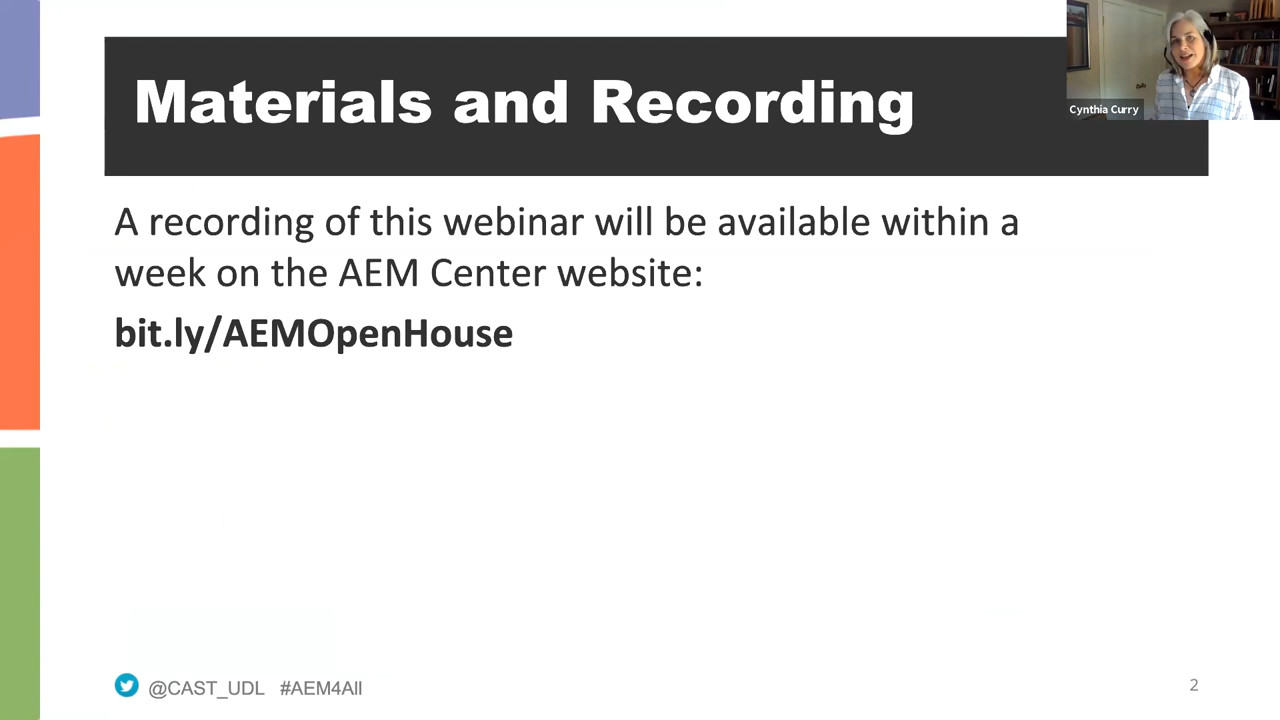 Materials and Recording
Cynthia Curry
A recording of this webinar will be available within a
week on the AEM Center website:
bit.ly/AEMOpenHouse
@CAST_UDL #AEM4All
2